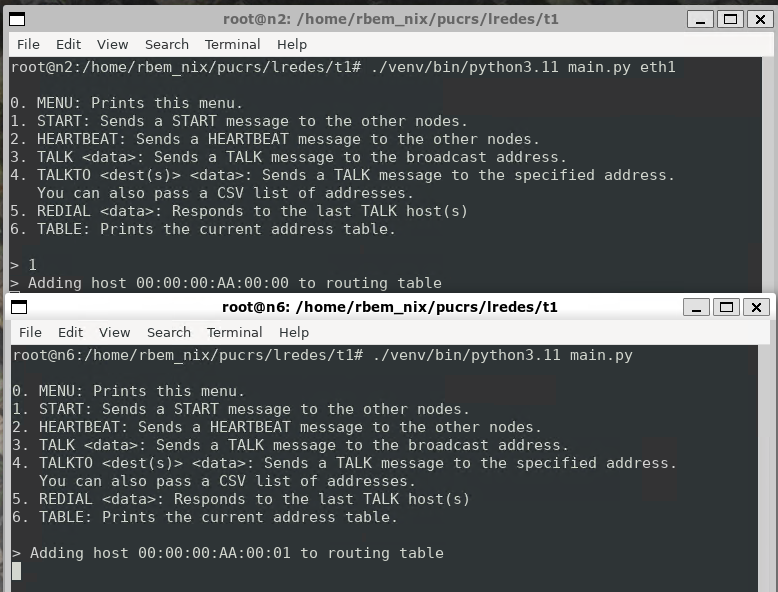 root@n2: /home/rbem_nix/pucrs/lredes/t1
File Edit View Search Terminal Help
root@n2:/home/rbem_nix/pucrs/lredes/t1# ./venv/bin/python3.11 main.py eth1
0. MENU: Prints this menu.
1. START: Sends a START message to the other nodes.
2. HEARTBEAT: Sends a HEARTBEAT message to the other nodes.
3. TALK <data>: Sends a TALK message to the broadcast address.
4. TALKTO <dest(s)> <data>: Sends a TALK message to the specified address.
You can also pass a CSV list of addresses.
5. REDIAL <data>: Responds to the last TALK host(s)
6. TABLE: Prints the current address table.
> 1
> Adding host 00:00:00:AA:00:00 to routing table
root@n6: /home/rbem_nix/pucrs/lredes/t1
File Edit View Search Terminal Help
root@n6:/home/rbem_nix/pucrs/lredes/t1# ./venv/bin/python3.11 main.py
0. MENU: Prints this menu.
1. START: Sends a START message to the other nodes.
2. HEARTBEAT: Sends a HEARTBEAT message to the other nodes.
3. TALK <data>: Sends a TALK message to the broadcast address.
4. TALKTO <dest(s)> <data>: Sends a TALK message to the specified address.
You can also pass a CSV list of addresses.
5. REDIAL <data>: Responds to the last TALK host(s)
6. TABLE: Prints the current address table.
> Adding host 00:00:00:AA:00:01 to routing table